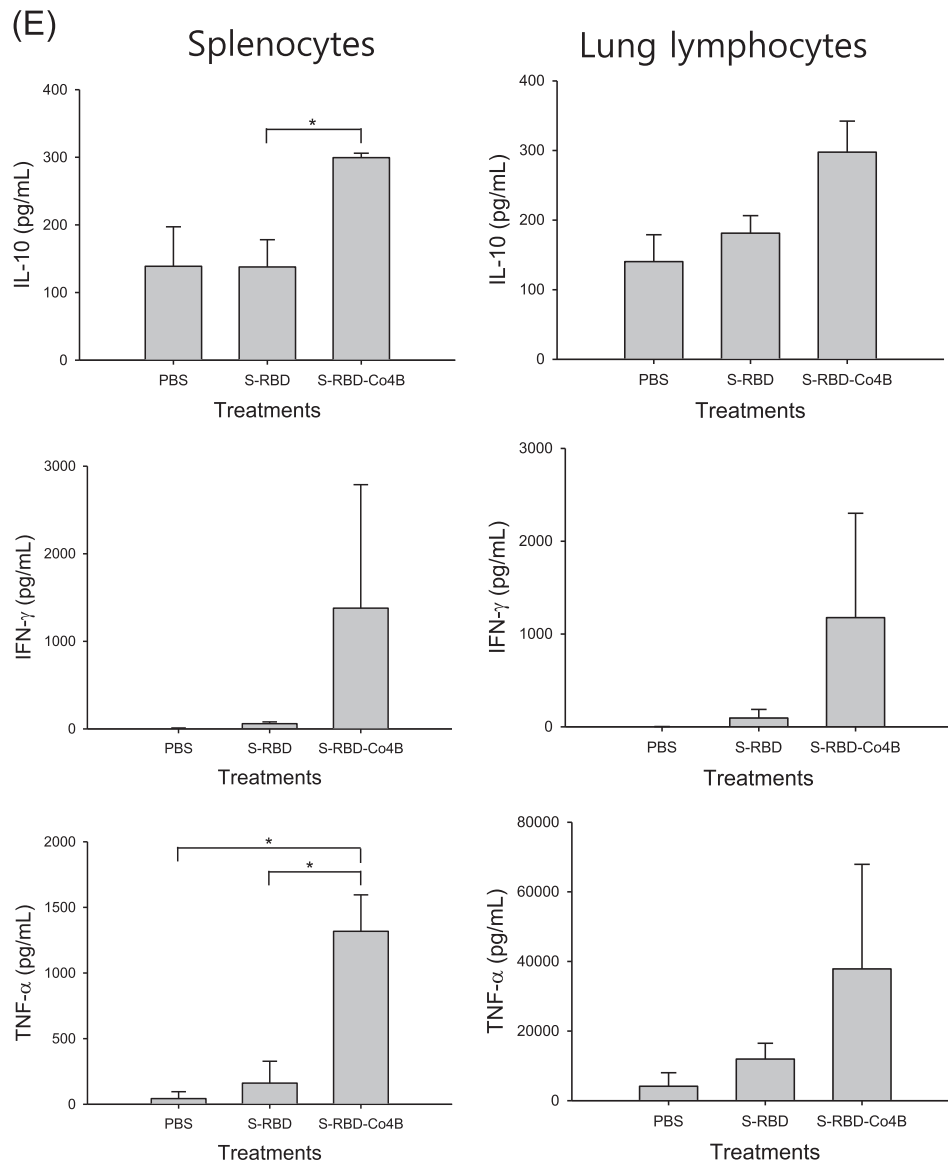 (E)
Splenocytes
Lung lymphocytes
400
300
200
100
0
IL-10 (pg/mL)
*
PBS S-RBD S-RBD-Co4B
Treatments
400
300
200
100
0
IL-10 (pg/mL)
PBS S-RBD S-RBD-Co4B
Treatments
3000
2000
1000
0
IFN-γ (pg/mL)
PBS S-RBD S-RBD-Co4B
Treatments
3000
2000
1000
0
IFN-γ (pg/mL)
PBS S-RBD S-RBD-Co4B
Treatments
2000
1500
1000
500
0
TNF-α (pg/mL)
*
*
PBS S-RBD S-RBD-Co4B
Treatments
80000
60000
40000
20000
0
TNF-α (pg/mL)
PBS S-RBD S-RBD-Co4B
Treatments